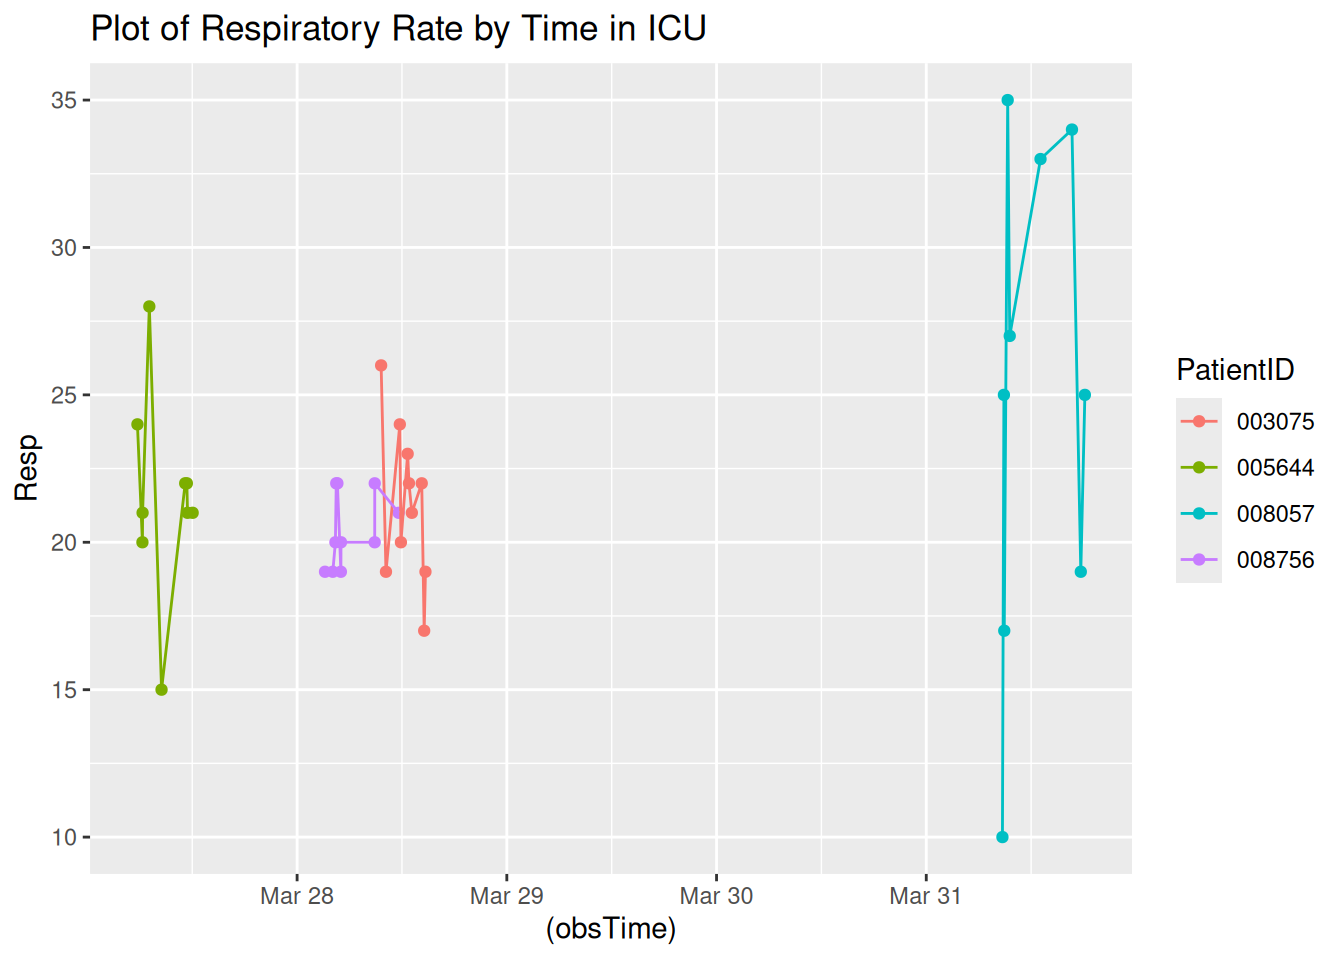 Plot of Respiratory Rate by Time in ICU
35
30
25
20
15
10
Resp
Mar 28
Mar 29
Mar 30
Mar 31
(obsTime)
PatientID
003075
005644
008057
008756